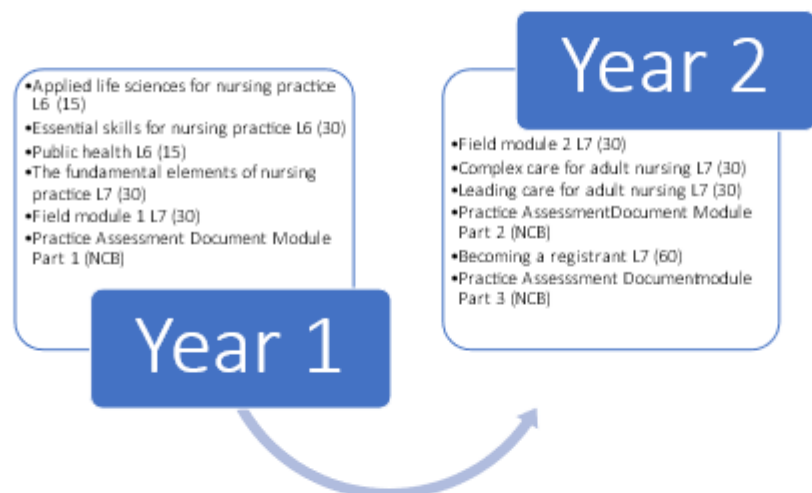 •Applied life sciences for nursing practice
L6 (15)
•Essential skills for nursing practice L6 (30)
•Public health L6 (15)
•The fundamental elements of nursing
practice L7 (30)
•Field module 1 L7 (30)
•Practice Assessment Document Module
Part 1 (NCB)
Year 1
Year 2
•Field module 2 L7 (30)
•Complex care for adult nursing L7 (30)
•Leading care for adult nursing L7 (30)
•Practice AssessmentDocument Module
Part 2 (NCB)
•Becoming a registrant L7 (60)
•Practice Assesssment Documentmodule
Part 3 (NCB)